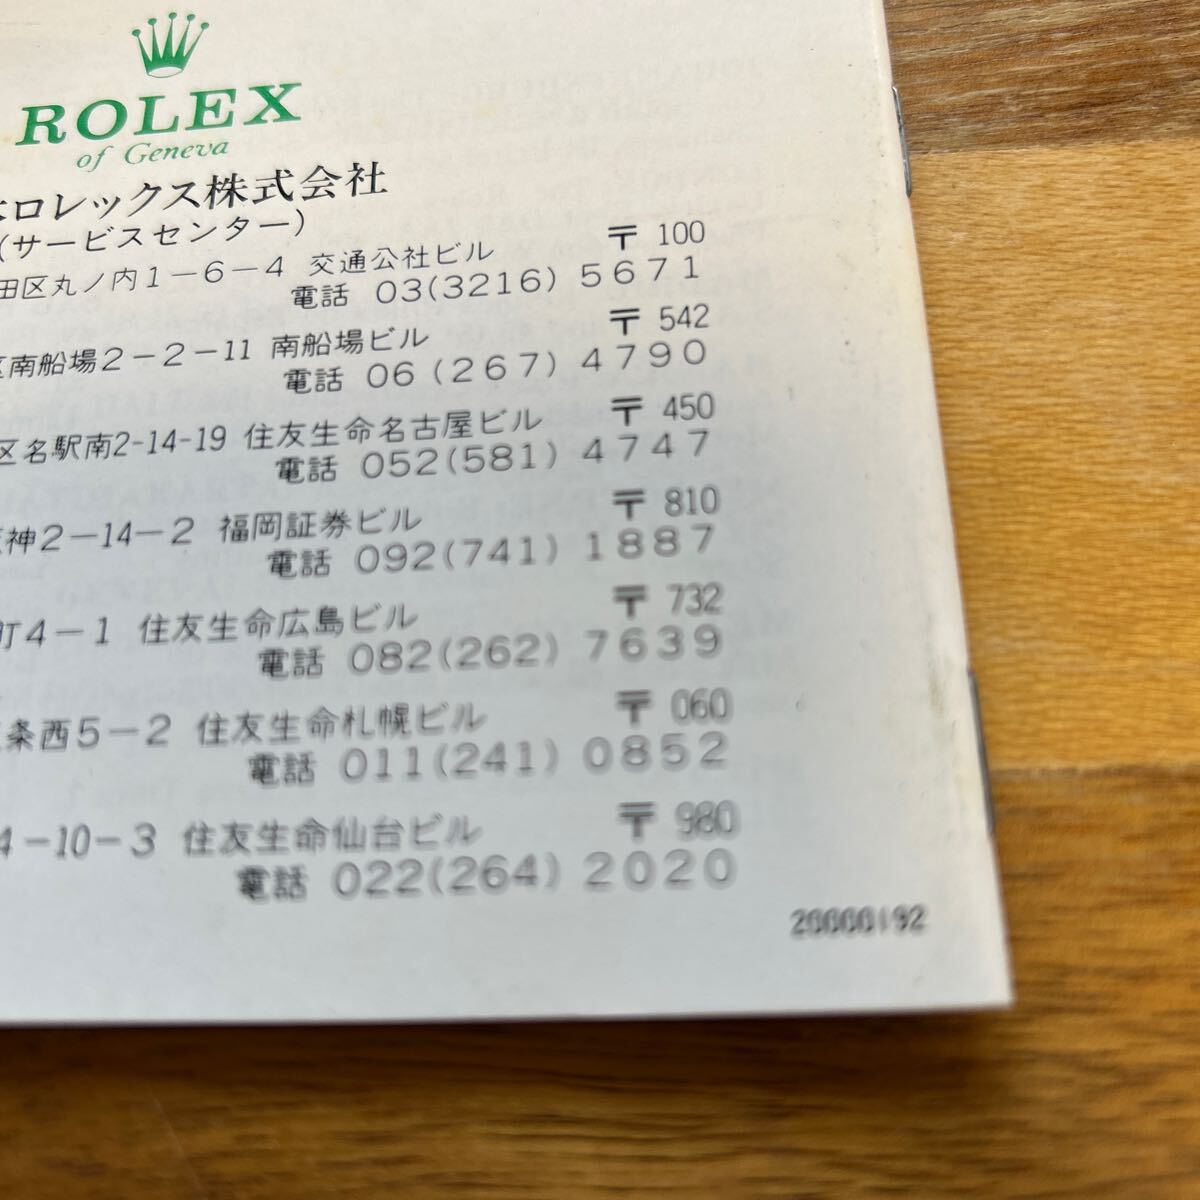 ROLEX
of Geneva
ロレックス株式会社
(サービスセンター)
〒 100
田区丸ノ内1-6-4 交通公社ビル
電話 03(3216) 5671
〒 542
区南船場2-2-11 南船場ビル
電話 06 (267) 4790
〒 450
区名駅南2-14-19 住友生命名古屋ビル
電話 052(581) 4747
〒 810
神2-14-2 福岡証券ビル
電話 092(741) 1887
〒 732
町4-1 住友生命広島ビル
電話 082(262) 7639
〒 060
条西5-2 住友生命札幌ビル
電話 011(241) 0852
〒 980
4-10-3 住友生命仙台ビル
電話 022(264) 2020